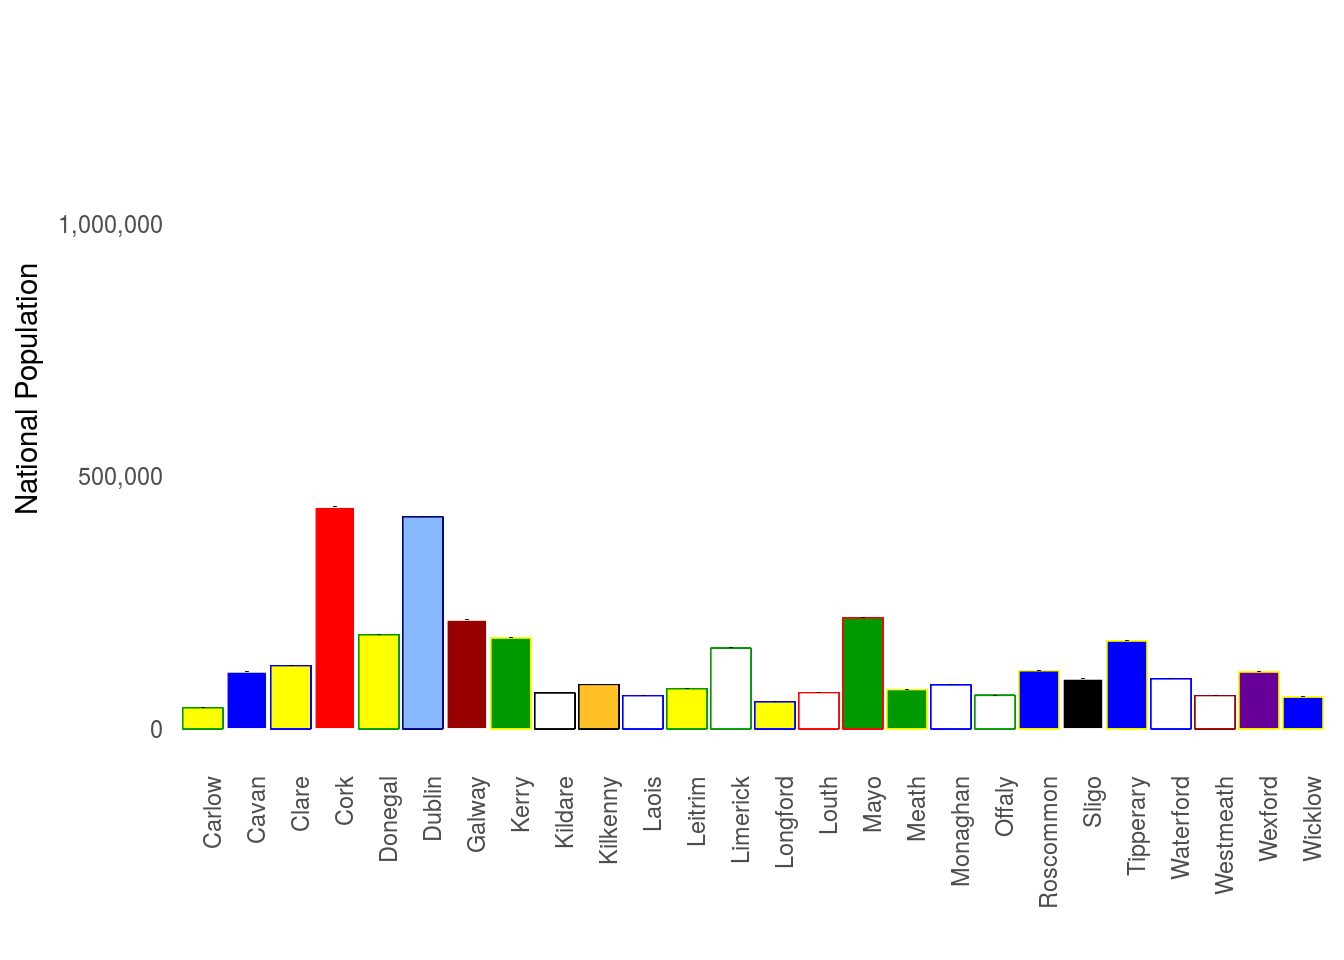 National Population
1,000,000
500,000
0
Carlow
Cavan
Clare
Cork
Donegal
Dublin
Galway
Kerry
Kildare
Kilkenny
Laois
Leitrim
Limerick
Longford
Louth
Mayo
Meath
Monaghan
Offaly
Roscommon
Sligo
Tipperary
Waterford
Westmeath
Wexford
Wicklow